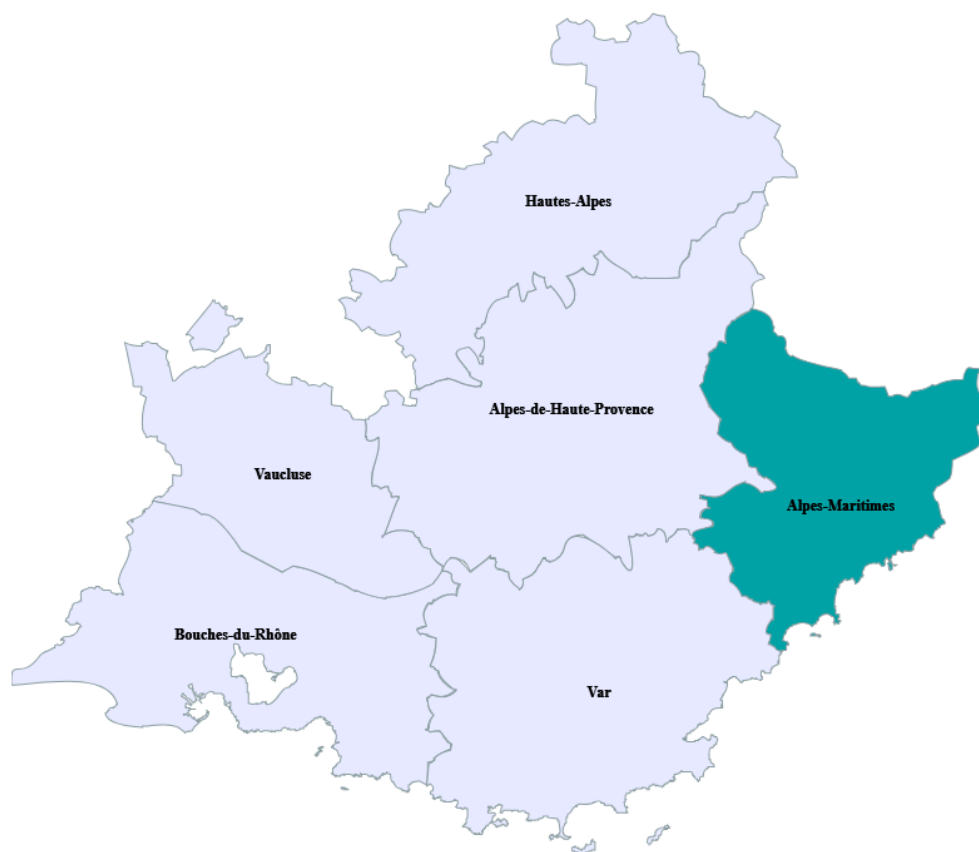 Hautes-Alpes
Alpes-de-Haute-Provence
Vaucluse
Alpes-Maritimes
Bouches-du-Rhône
Var